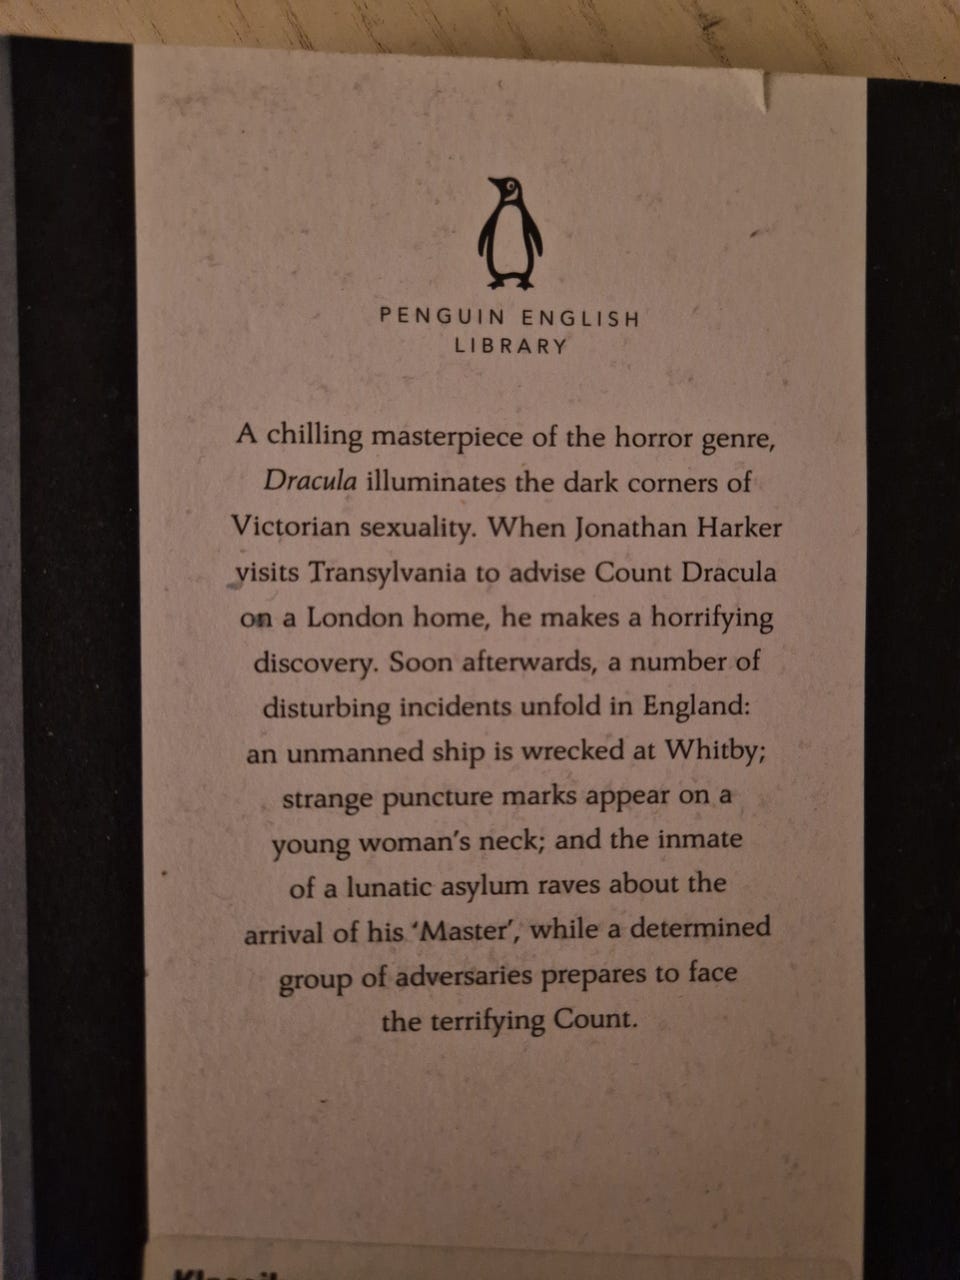 PENGUIN ENGLISH
LIBRARY
A chilling masterpiece of the horror genre,
Dracula illuminates the dark corners of
Victorian sexuality. When Jonathan Harker
visits Transylvania to advise Count Dracula
on a London home, he makes a horrifying
discovery. Soon afterwards, a number of
disturbing incidents unfold in England:
an unmanned ship is wrecked at Whitby;
strange puncture marks appear on a
young woman's neck; and the inmate
of a lunatic asylum raves about the
arrival of his ‘Master’, while a determined
group of adversaries prepares to face
the terrifying Count.